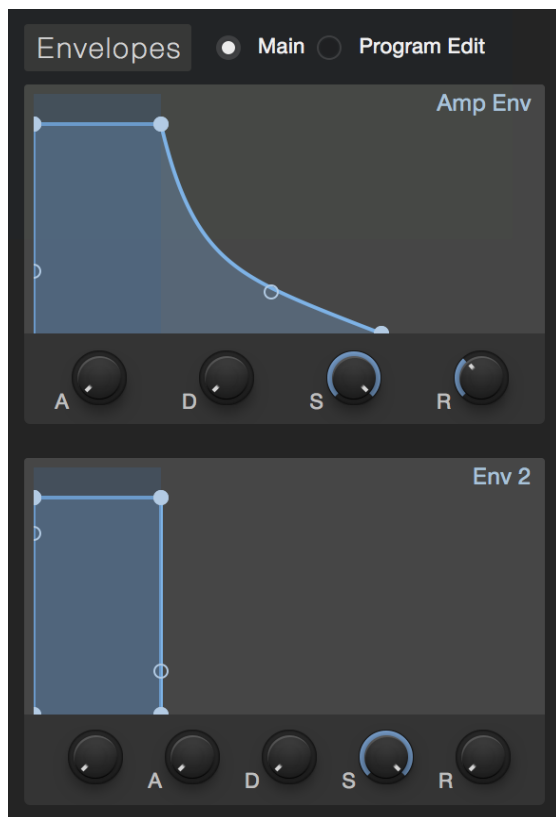 Envelopes Main Program Edit
Amp Env
A D S R
Env 2
A D S R